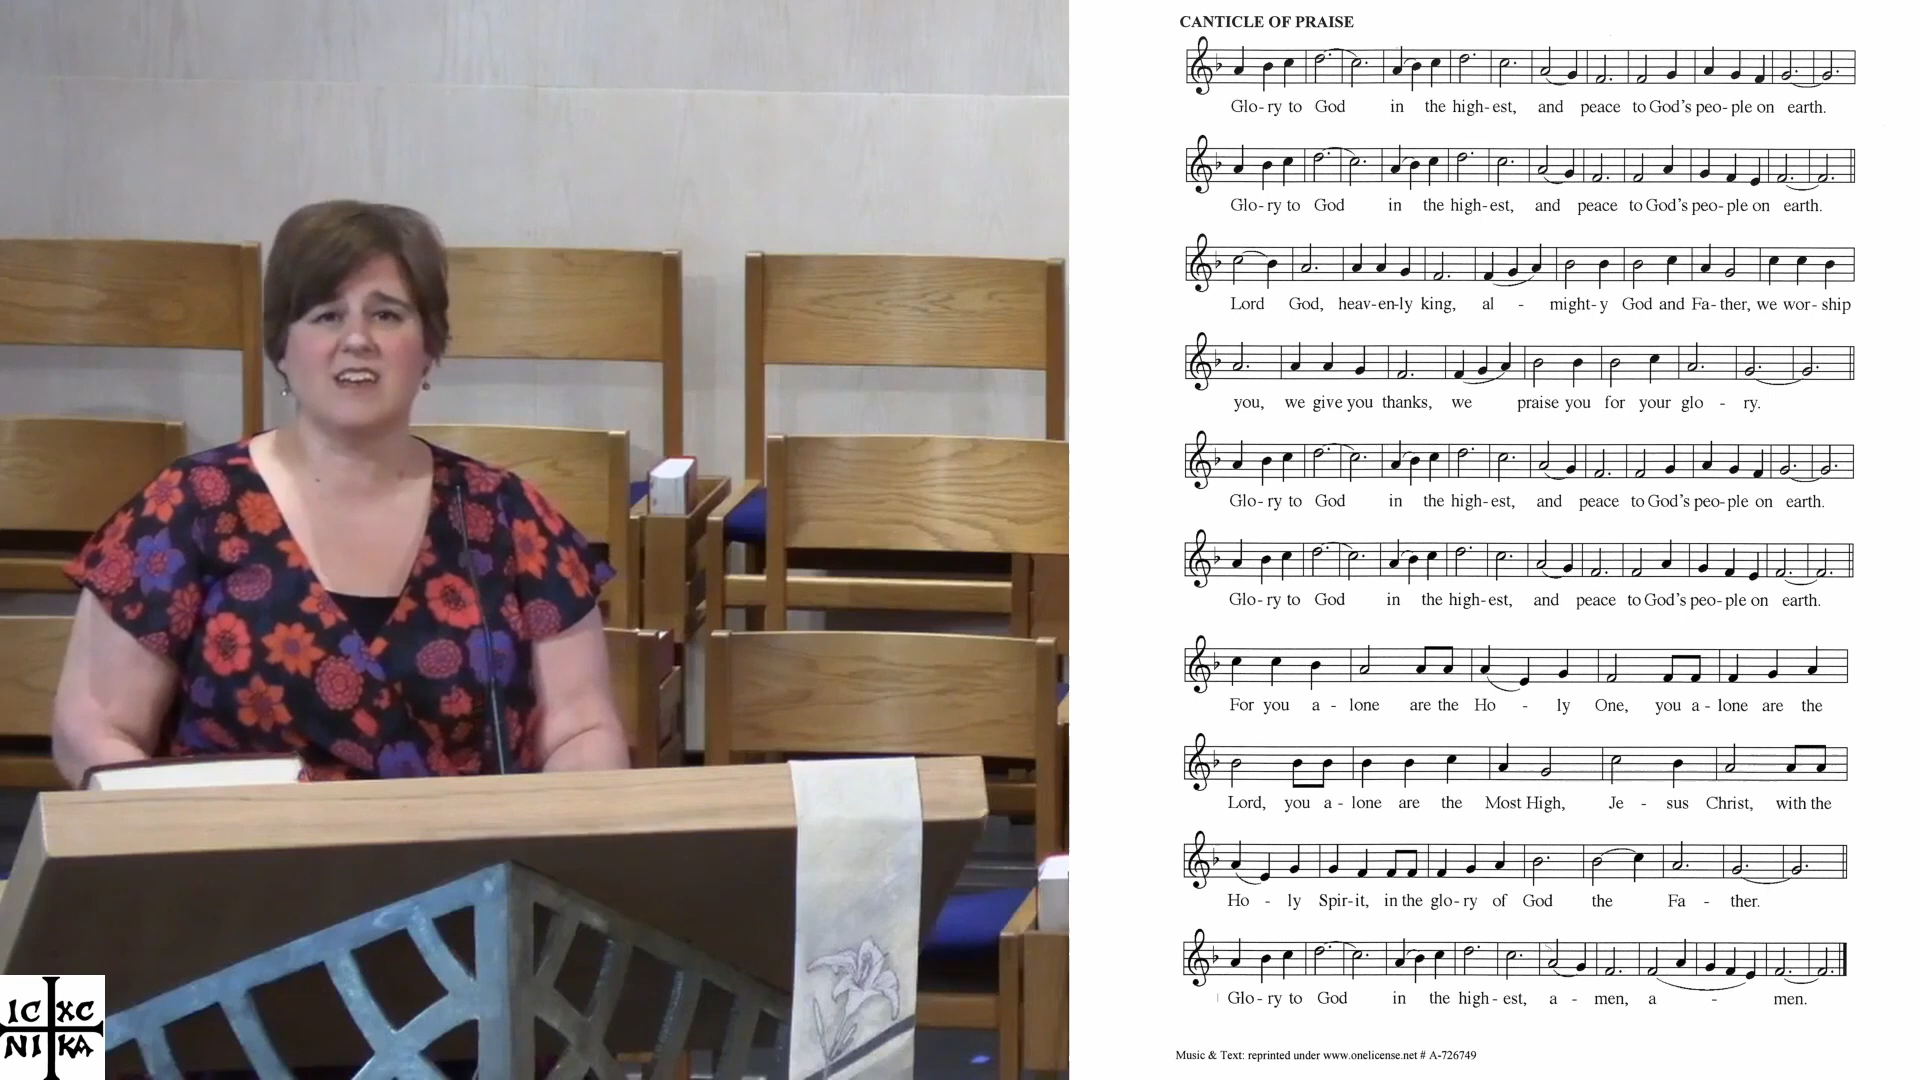 CANTICLE OF PRAISE
Glo-ry to God in the high-est, and peace to God's peo-ple on earth.
Glo-ry to God in the high-est, and peace to God's peo-ple on earth.
Lord God, heav-en-ly king, al - might-y God and Fa-ther, we wor-ship
you, we give you thanks, we praise you for your glo - ry.
Glo-ry to God in the high-est, and peace to God's peo-ple on earth.
Glo-ry to God in the high-est, and peace to God's peo-ple on earth.
For you a - lone are the Ho - ly One, you a - lone are the
Lord, you a - lone are the Most High, Je - sus Christ, with the
Ho - ly Spir-it, in the glo-ry of God the Fa - ther.
Glo-ry to God in the high-est, a - men, a - men.
Music & Text: reprinted under www.onelicense.net # A-726749
IC XC
NI KA